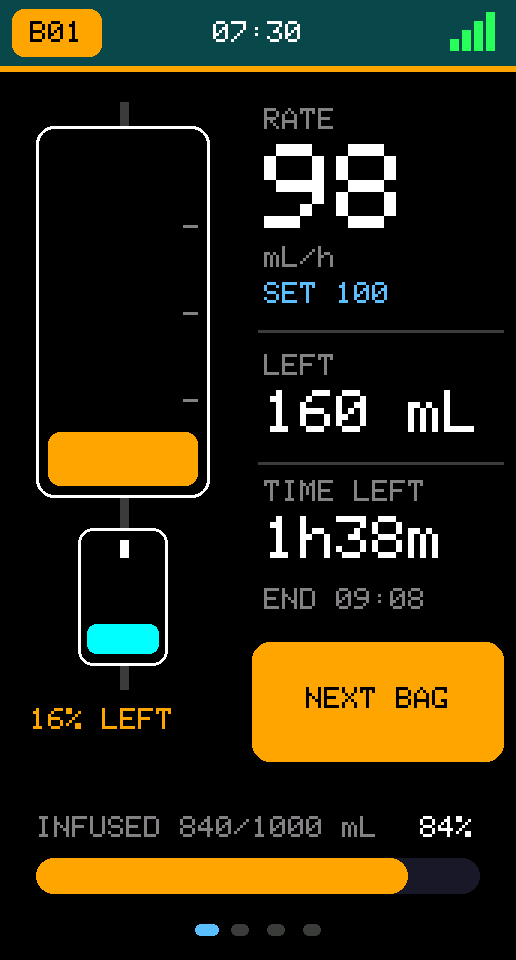 B01
07:30
RATE
98
mL/h
SET 100
LEFT
160 mL
TIME LEFT
1h38m
END 09:08
NEXT BAG
16% LEFT
INFUSED 840/1000 mL
84%